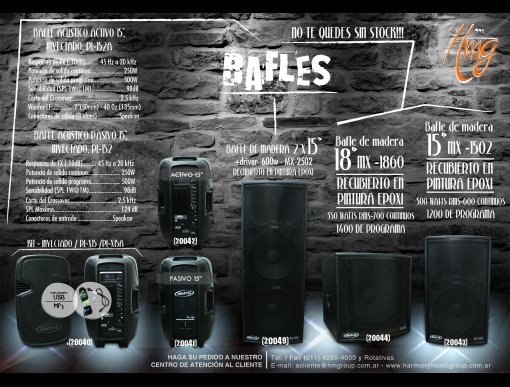 BAFLE ACUSTICO ACTIVO 15"
INYECTADO, PI-152A
Respuesta de FX (-10dB)........ 45 Hz a 20 kHz
Potencia de salida continua................250W
Potencia de salida programa................500W
Sensibilidad (SPL 1W@1M)................98dB
Corte del Crossover................2.5 kHz
Conectores de salida (8 ohms)........Speakon
BAFLE ACUSTICO PASIVO 15"
INYECTADO, PI-152
Respuesta de FX (-10dB)........ 45 Hz a 20 kHz
Potencia de salida continua................250W
Potencia de salida programa................500W
Sensibilidad (SPL 1W@1M)................98dB
Corte del Crossover................2.5 kHz
SPL Máximo................124 dB
Conectores de entrada................Speakon
KIT - INYECTADO / PI-X15 /PI-X15A
USB
MP3
(20040)
ACTIVO-15"
(20042)
PASIVO 15"
(20041)
NO TE QUEDES SIN STOCK!!!
Hmg
BAFLES
BAFLE DE MADERA 2 X 15"
+driver- 600w MX-2502
RECUBIERTO EN PINTURA EPOXI
(20049)
Bafle de madera
18" MX -1860
RECUBIERTO EN
PINTURA EPOXI
350 WATTS RMS-700 CONTINUOS
1400 DE PROGRAMA
(20044)
Bafle de madera
15" MX -1502
RECUBIERTO EN
PINTURA EPOXI
300 WATTS RMS-600 CONTINUOS
1200 DE PROGRAMA
(20043)
HAGA SU PEDIDO A NUESTRO
CENTRO DE ATENCIÓN AL CLIENTE
Tel. / Fax (011) 4265-4000 y Rotativas
E-mail: acliente@hmgroup.com.ar - www.harmonymusicgroup.com.ar